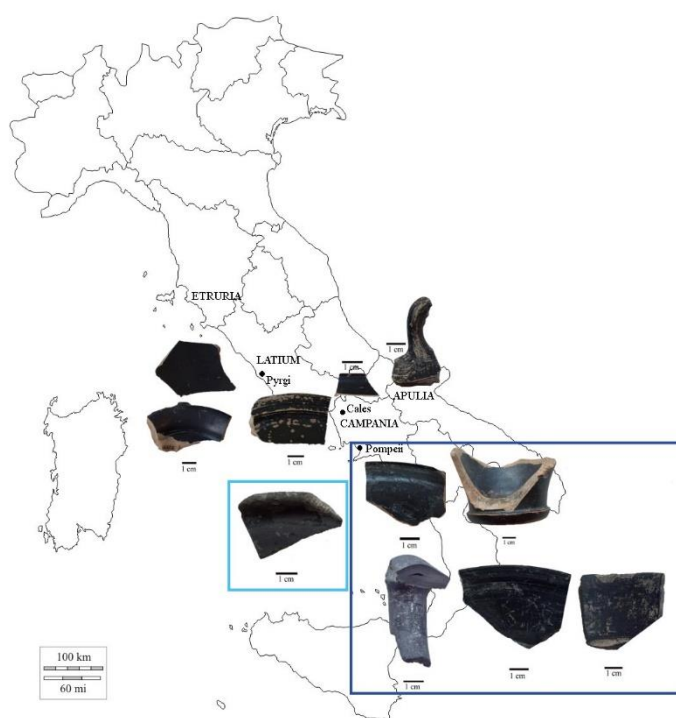 ETRURIA
1 cm
1 cm
LATIUM
Pyrgi
APULIA
Cales
CAMPANIA
1 cm
1 cm
Pompeii
1 cm
1 cm
1 cm
1 cm
1 cm
1 cm
100 km
60 mi